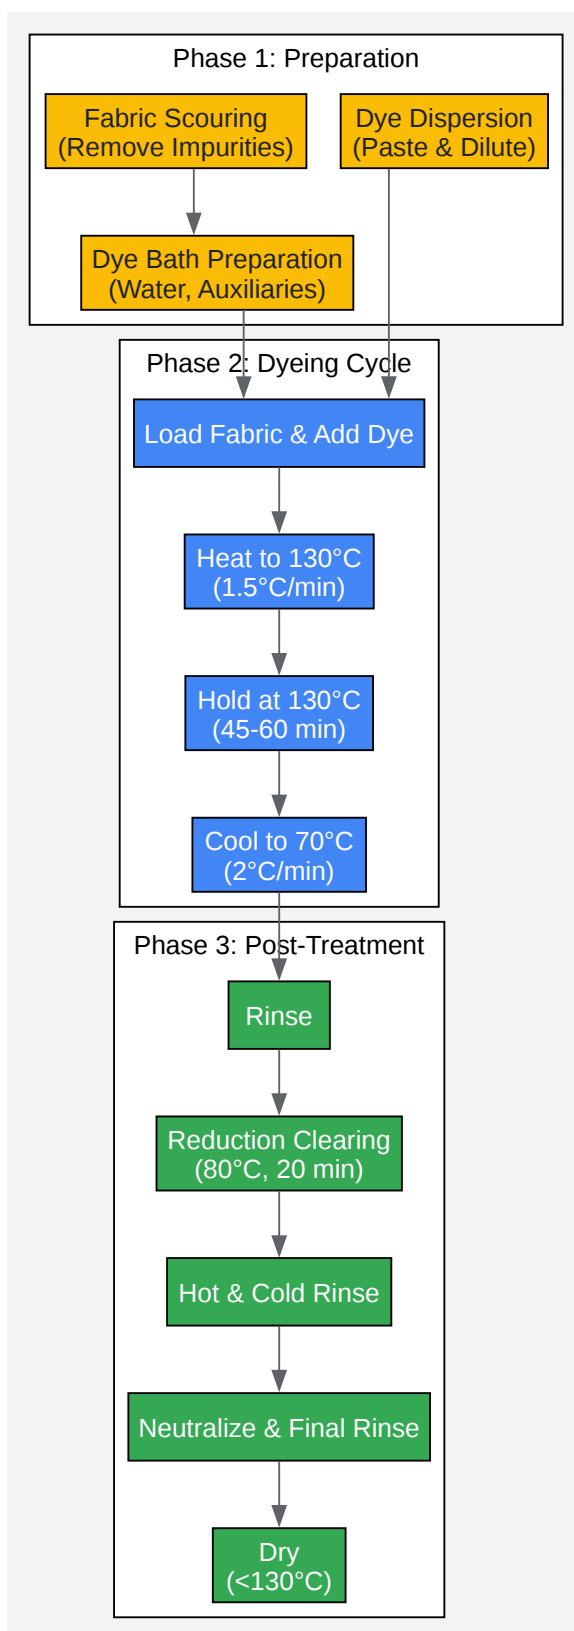 Phase 1: Preparation
Fabric Scouring
(Remove Impurities)
Dye Dispersion
(Paste & Dilute)
Dye Bath Preparation
(Water, Auxiliaries)
Phase 2: Dyeing Cycle
Load Fabric & Add Dye
Heat to 130°C
(1.5°C/min)
Hold at 130°C
(45-60 min)
Cool to 70°C
(2°C/min)
Phase 3: Post-Treatment
Rinse
Reduction Clearing
(80°C, 20 min)
Hot & Cold Rinse
Neutralize & Final Rinse
Dry
(<130°C)